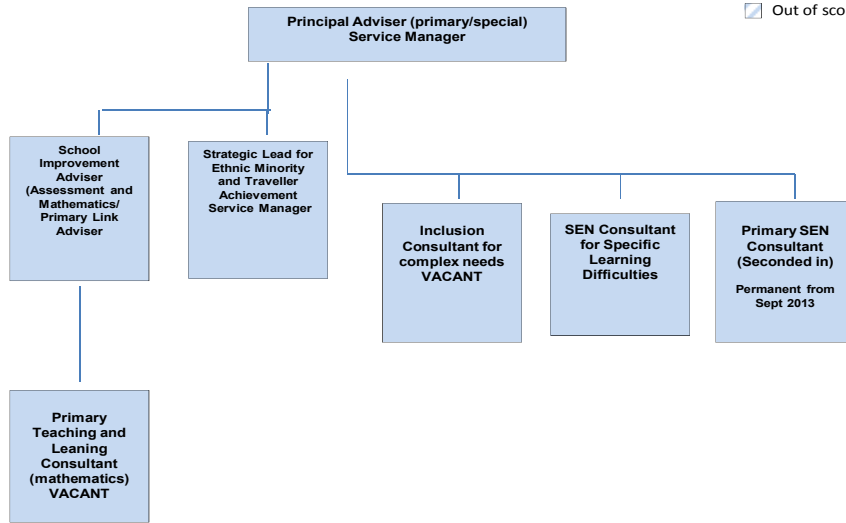 Out of sco
Principal Adviser (primary/special)
Service Manager
School
Improvement
Adviser
(Assessment and
Mathematics/
Primary Link
Adviser
Strategic Lead for
Ethnic Minority
and Traveller
Achievement
Service Manager
Inclusion
Consultant for
complex needs
VACANT
SEN Consultant
for Specific
Learning
Difficulties
Primary SEN
Consultant
(Seconded in)
Permanent from
Sept 2013
Primary
Teaching and
Leaning
Consultant
(mathematics)
VACANT